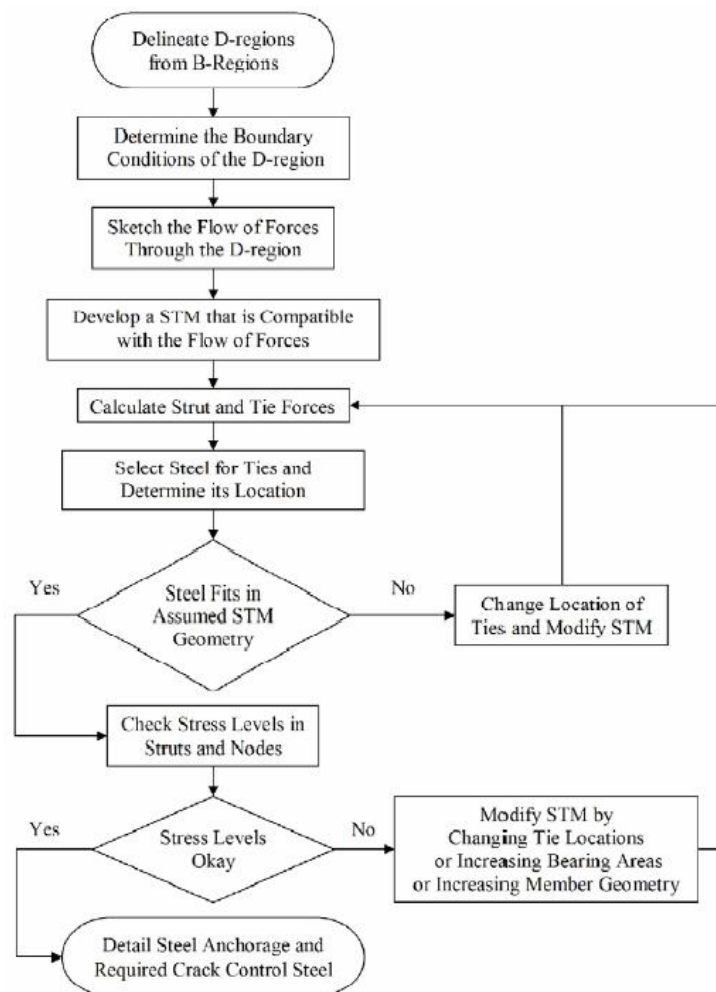 Delineate D-regions
from B-Regions
Determine the Boundary
Conditions of the D-region
Sketch the Flow of Forces
Through the D-region
Develop a STM that is Compatible
with the Flow of Forces
Calculate Strut and Tie Forces
Select Steel for Ties and
Determine its Location
Yes
Steel Fits in
Assumed STM
Geometry
No
Change Location of
Ties and Modify STM
Check Stress Levels in
Struts and Nodes
Yes
Stress Levels
Okay
No
Modify STM by
Changing Tie Locations
or Increasing Bearing Areas
or Increasing Member Geometry
Detail Steel Anchorage and
Required Crack Control Steel